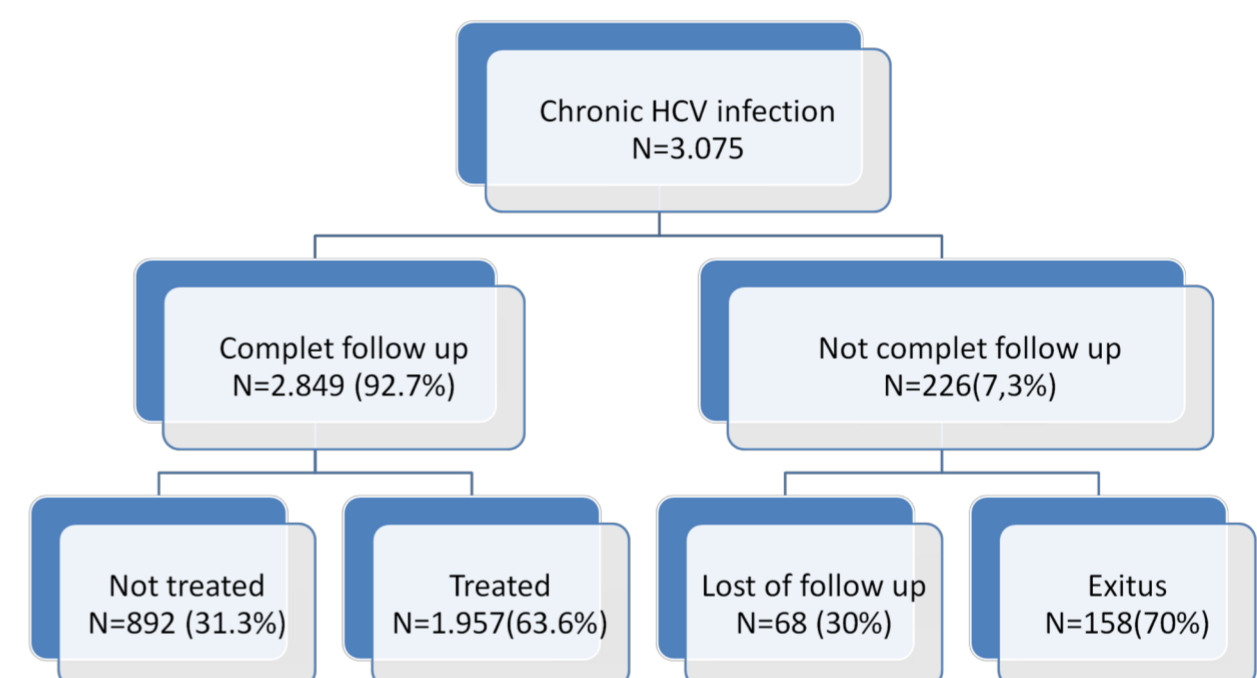 Chronic HCV infection
N=3.075
Complet follow up
N=2.849 (92.7%)
Not complet follow up
N=226(7,3%)
Not treated
N=892 (31.3%)
Treated
N=1.957(63.6%)
Lost of follow up
N=68 (30%)
Exitus
N=158(70%)